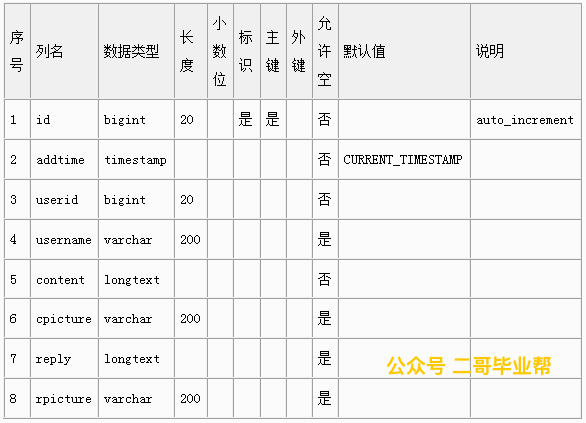 序号 列名 数据类型 长度 小数位 标识 主键 外键 允许空 默认值 说明
1 id bigint 20 是 是 否 auto_increment
2 addtime timestamp 否 CURRENT_TIMESTAMP
3 userid bigint 20 否
4 username varchar 200 是
5 content longtext 否
6 cpicture varchar 200 是
7 reply longtext 是
公众号 二哥毕业帮
8 rpicture varchar 200 是